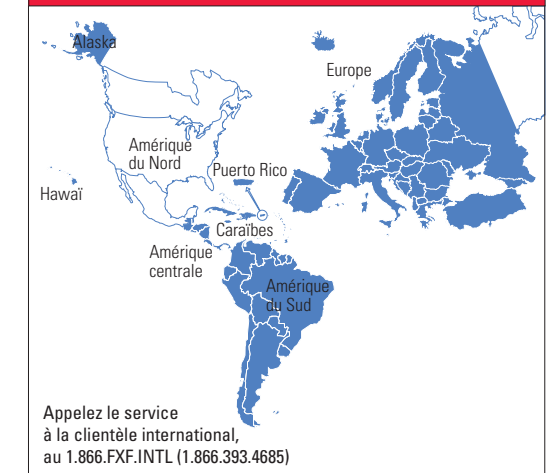 Alaska
Europe
Amérique
du Nord
Puerto Rico
Hawaï
Caraïbes
Amérique
centrale
Amérique
du Sud
Appelez le service
à la clientèle international,
au 1.866.FXF.INTL (1.866.393.4685)